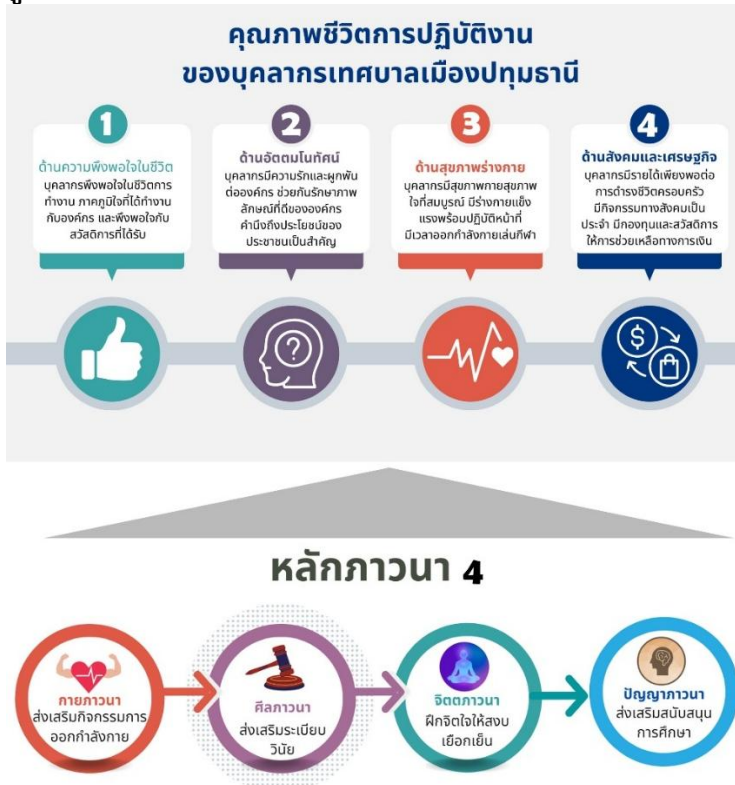 คุณภาพชีวิตการปฏิบัติงาน
ของบุคลากรเทศบาลเมืองปทุมธานี
1
ด้านความพึงพอใจในชีวิต
บุคลากรพึงพอใจในชีวิตการ
ทำงาน ภาคภูมิใจที่ได้ทำงาน
กับองค์กร และพึงพอใจกับ
สวัสดิการที่ได้รับ
2
ด้านอัตตมโนทัศน์
บุคลากรมีความรักและผูกพัน
ต่อองค์กร ช่วยกันรักษาภาพ
ลักษณ์ที่ดีขององค์กร
คำนึงถึงประโยชน์ของ
ประชาชนเป็นสำคัญ
3
ด้านสุขภาพร่างกาย
บุคลากรมีสุขภาพกายสุขภาพ
ใจที่สมบูรณ์ มีร่างกายแข็ง
แรงพร้อมปฏิบัติหน้าที่
มีเวลาออกกำลังกายเล่นกีฬา
4
ด้านสังคมและเศรษฐกิจ
บุคลากรมีรายได้เพียงพอต่อ
การดำรงชีวิตครอบครัว
มีกิจกรรมทางสังคมเป็น
ประจำ มีกองทุนและสวัสดิการ
ให้การช่วยเหลือทางการเงิน
?
$
หลักภาวนา 4
กายภาวนา
ส่งเสริมกิจกรรมการ
ออกกำลังกาย
ศีลภาวนา
ส่งเสริมระเบียบ
วินัย
จิตตภาวนา
ฝึกจิตใจให้สงบ
เยือกเย็น
ปัญญาภาวนา
ส่งเสริมสนับสนุน
การศึกษา